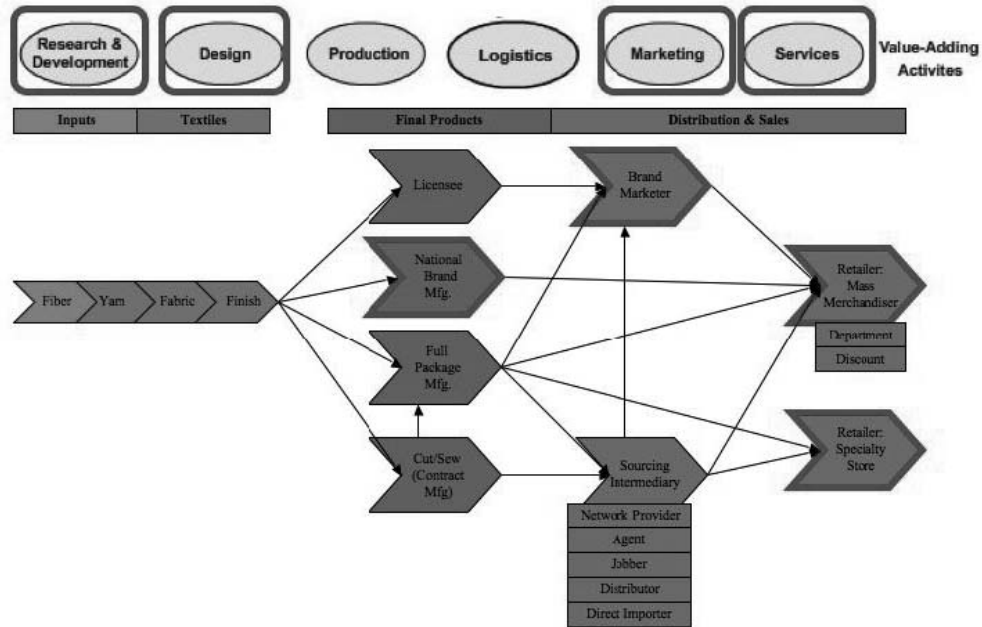 Research &
Development
Design
Production
Logistics
Marketing
Services
Value-Adding
Activites
Inputs
Textiles
Final Products
Distribution & Sales
Licensee
Brand
Marketer
National
Brand
Mfg.
Retailer:
Mass
Merchandiser
Fiber
Yarn
Fabric
Finish
Department
Discount
Full
Package
Mfg.
Cut/Sew
(Contract
Mfg)
Sourcing
Intermediary
Retailer:
Specialty
Store
Network Provider
Agent
Jobber
Distributor
Direct Importer